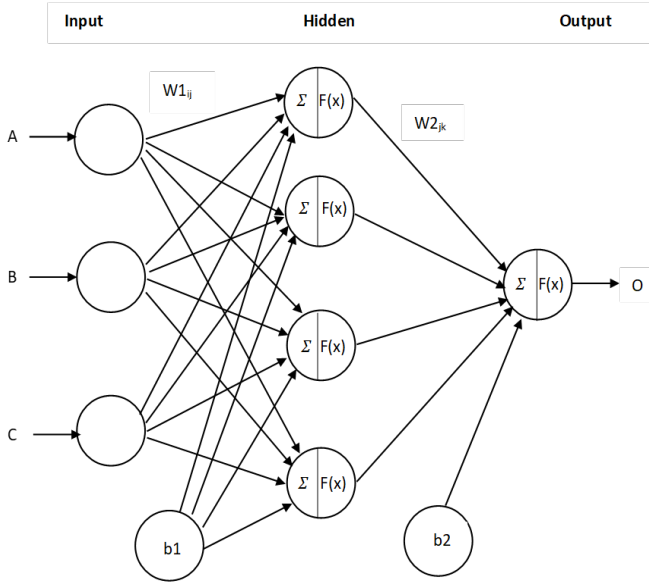 Input Hidden Output
W1ij
Σ F(x)
W2jk
A
Σ F(x)
B
Σ F(x)
O
Σ F(x)
C
Σ F(x)
b1
b2